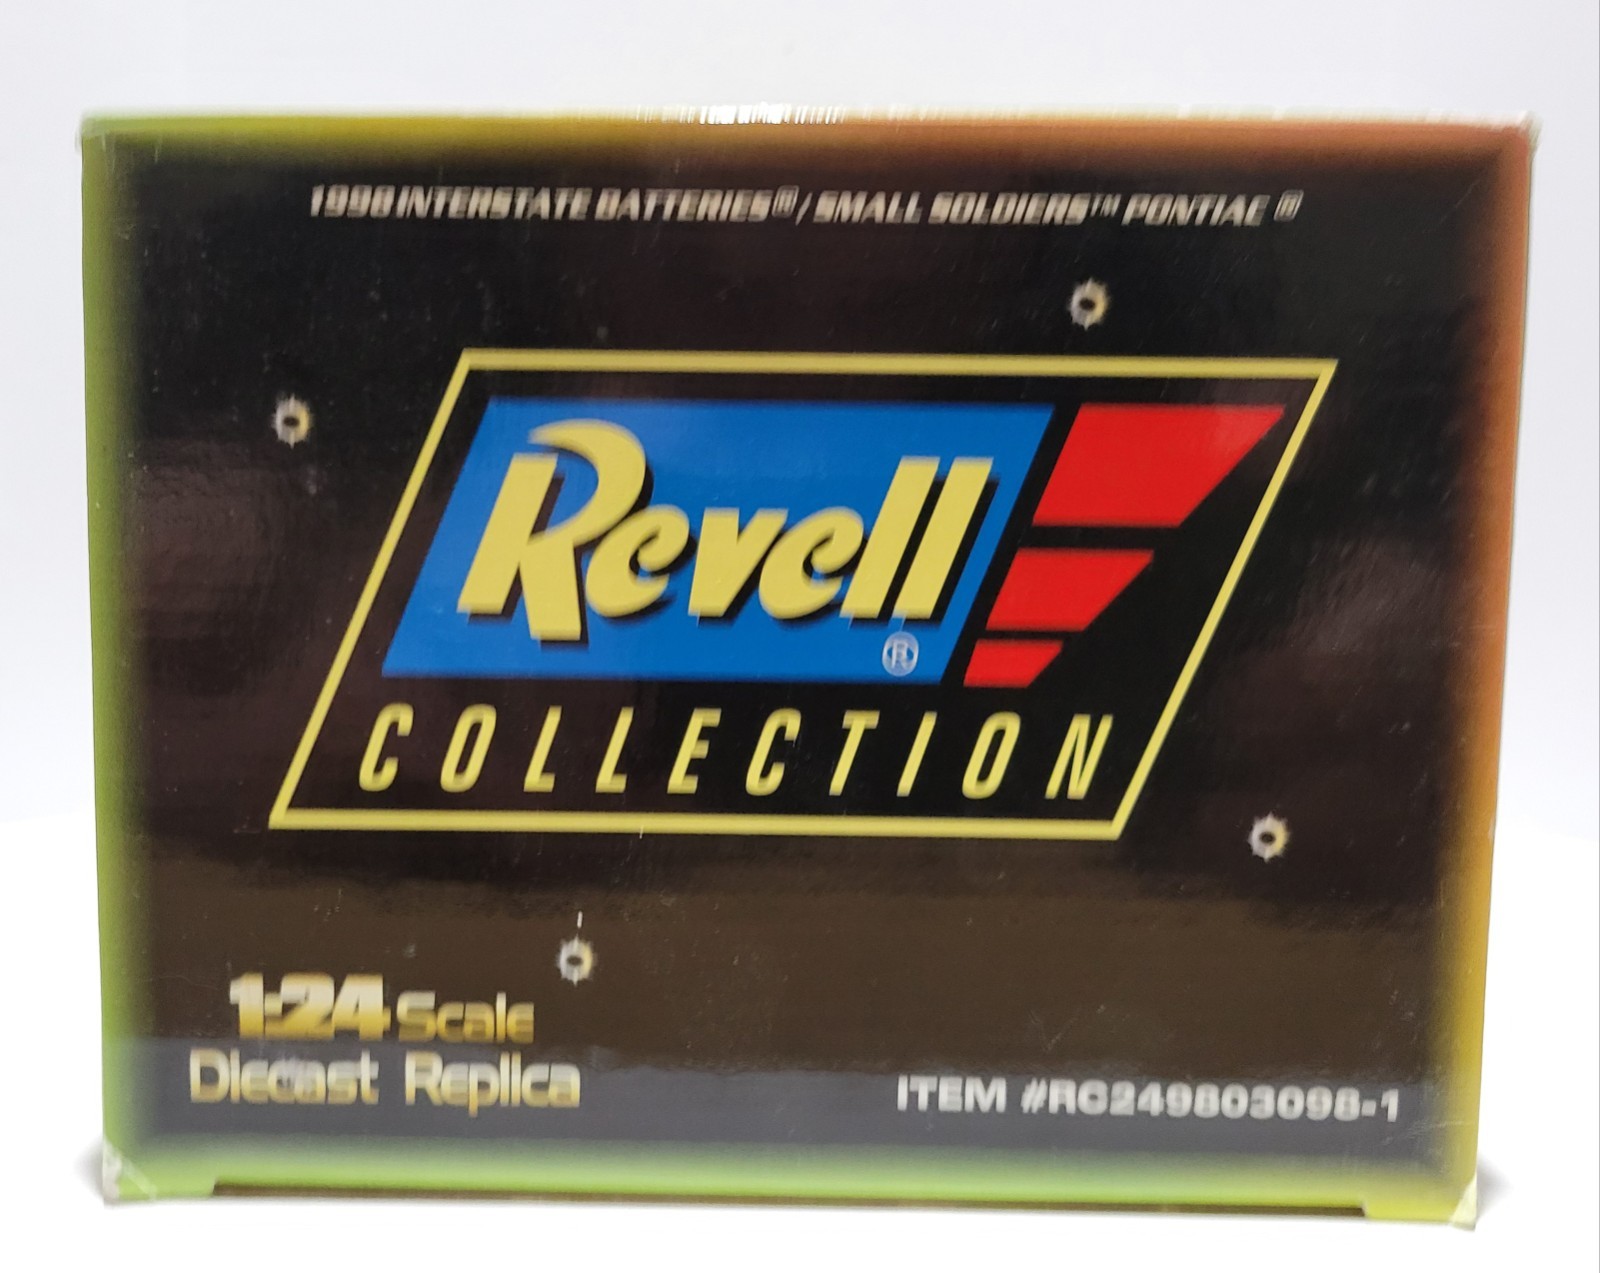 1998 INTERSTATE BATTERIES® / SMALL SOLDIERS™ PONTIAC ®
Revell®
COLLECTION
1:24 Scale
Diecast Replica
ITEM #RC249803098-1